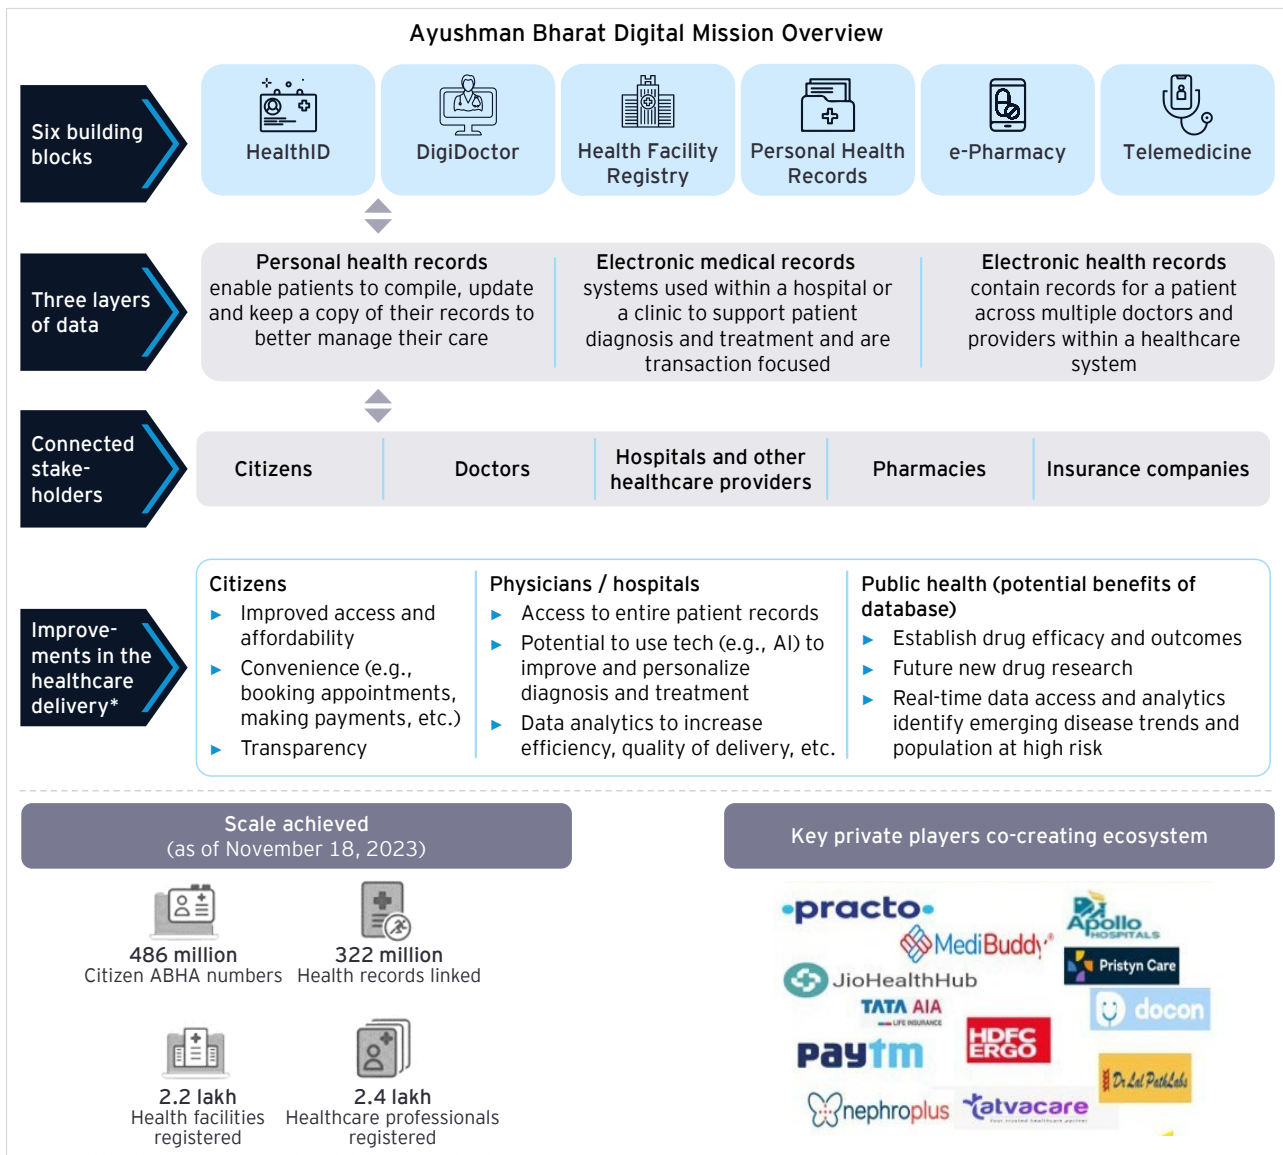 Ayushman Bharat Digital Mission Overview
Six building
blocks
HealthID
DigiDoctor
Health Facility
Registry
Personal Health
Records
e-Pharmacy
Telemedicine
Three layers
of data
Personal health records
enable patients to compile, update
and keep a copy of their records to
better manage their care
Electronic medical records
systems used within a hospital or
a clinic to support patient
diagnosis and treatment and are
transaction focused
Electronic health records
contain records for a patient
across multiple doctors and
providers within a healthcare
system
Connected
stake-
holders
Citizens
Doctors
Hospitals and other
healthcare providers
Pharmacies
Insurance companies
Improve-
ments in the
healthcare
delivery*
Citizens
► Improved access and
affordability
► Convenience (e.g.,
booking appointments,
making payments, etc.)
► Transparency
Physicians / hospitals
► Access to entire patient records
► Potential to use tech (e.g., AI) to
improve and personalize
diagnosis and treatment
► Data analytics to increase
efficiency, quality of delivery, etc.
Public health (potential benefits of
database)
► Establish drug efficacy and outcomes
► Future new drug research
► Real-time data access and analytics
identify emerging disease trends and
population at high risk
Scale achieved
(as of November 18, 2023)
486 million
Citizen ABHA numbers
322 million
Health records linked
2.2 lakh
Health facilities
registered
2.4 lakh
Healthcare professionals
registered
Key private players co-creating ecosystem
practo
Apollo
HOSPITALS
MediBuddy
Pristyn Care
JioHealthHub
TATA AIA
LIFE INSURANCE
docon
HDFC
ERGO
paytm
Dr Lal PathLabs
nephroplus
tatvacare
Your trusted healthcare partner